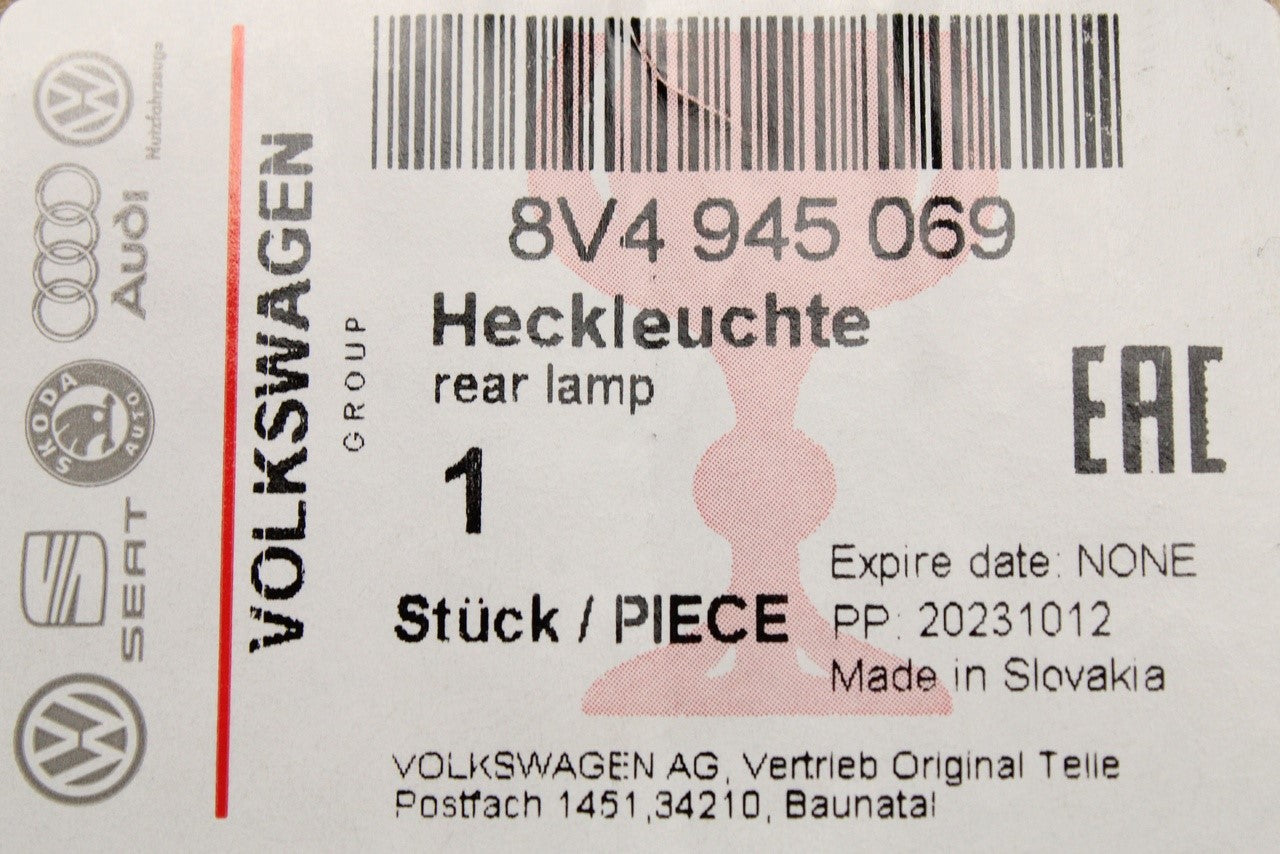 Nutzfahrzeuge
Audi
SKODA
AUTO
SEAT
VOLKSWAGEN
GROUP
8V4 945 069
Heckleuchte
rear lamp
1
Stück / PIECE
EAC
Expire date: NONE
PP: 20231012
Made in Slovakia
VOLKSWAGEN AG, Vertrieb Original Teile
Postfach 1451,34210, Baunatal